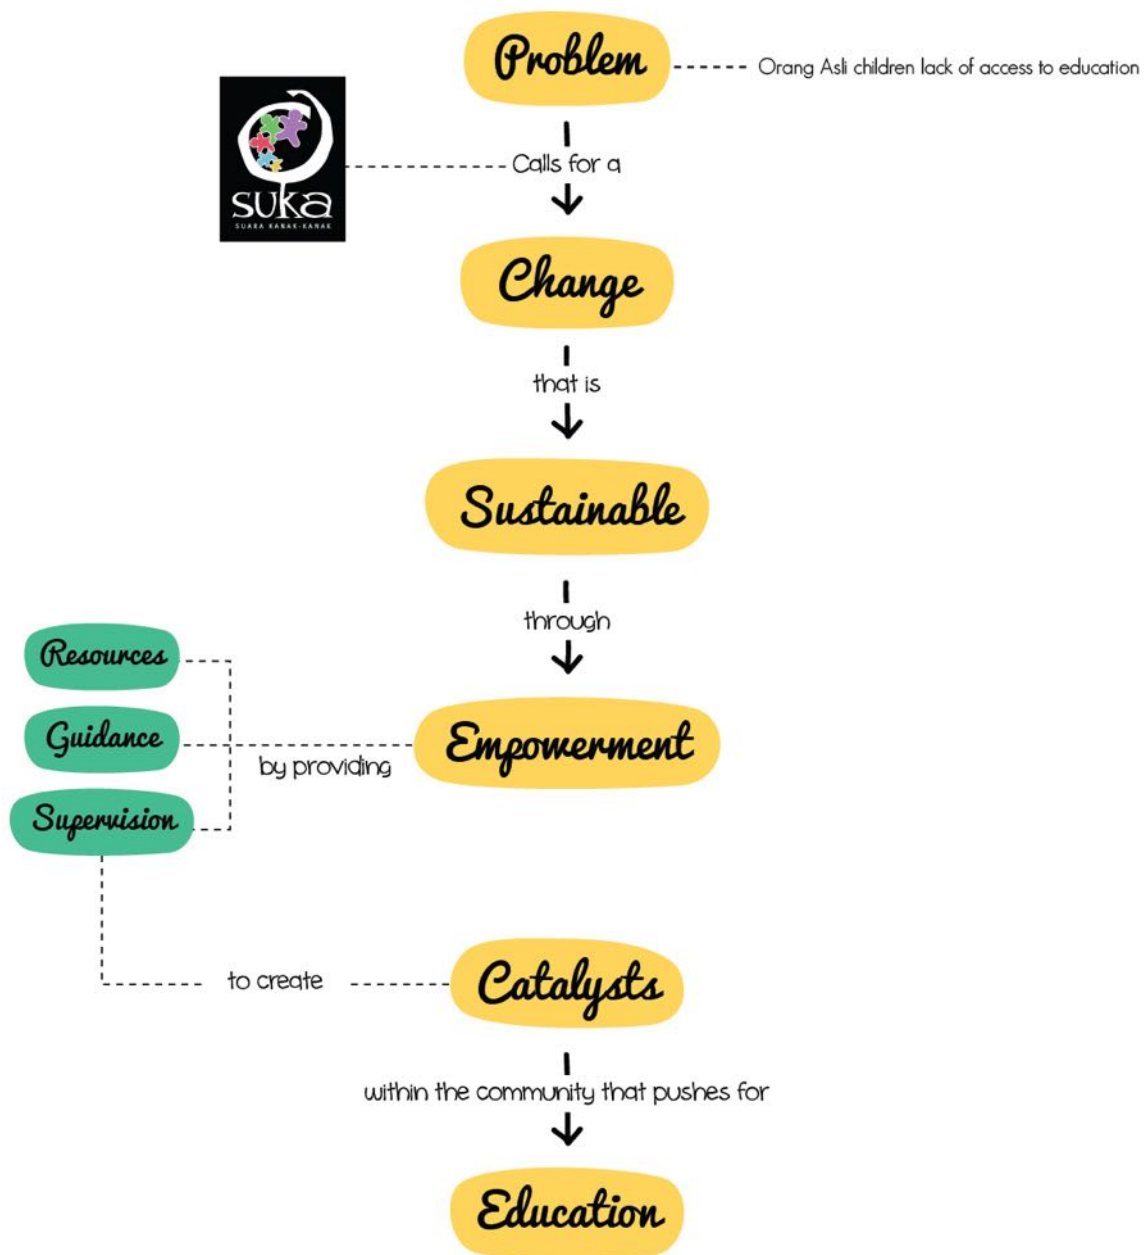 Problem
Orang Asli children lack of access to education
suka
SUARA KANAK-KANAK
Calls for a
Change
that is
Sustainable
through
Resources
Guidance
Supervision
by providing
Empowerment
to create
Catalysts
within the community that pushes for
Education